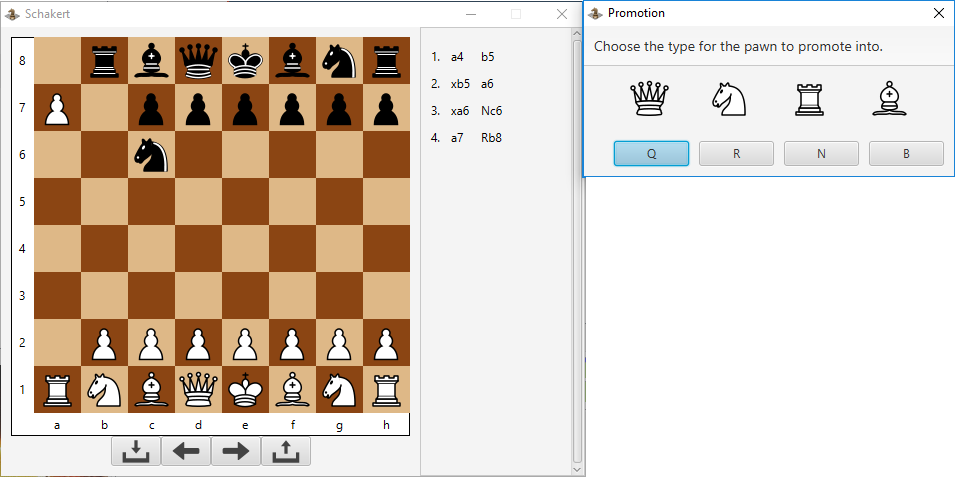 Schakert
8
7
6
5
4
3
2
1
a b c d e f g h
1. a4 b5
2. xb5 a6
3. xa6 Nc6
4. a7 Rb8
Promotion
Choose the type for the pawn to promote into.
Q R N B